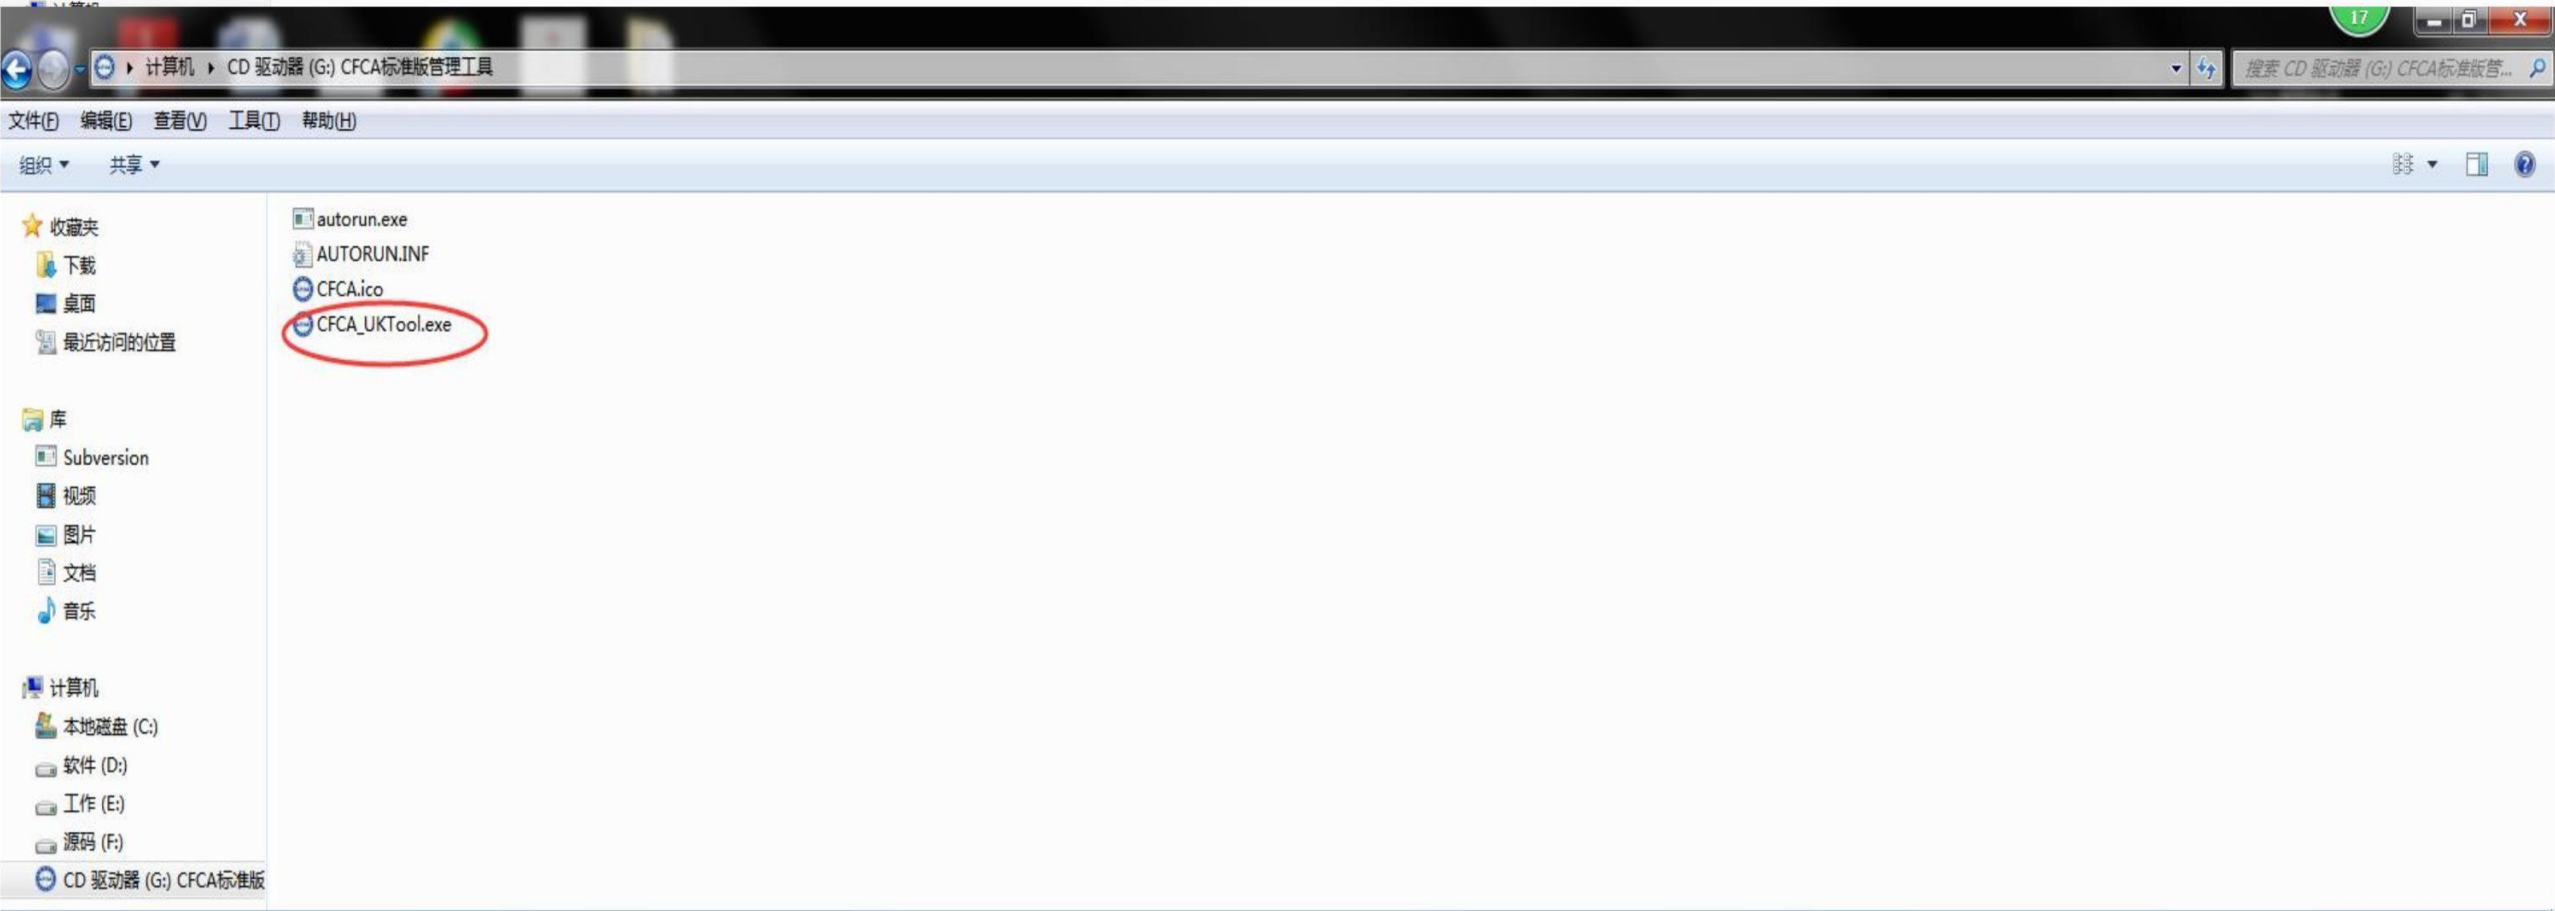 17
计算机 ▸ CD 驱动器 (G:) CFCA标准版管理工具
搜索 CD 驱动器 (G:) CFCA标准版管...
文件(F) 编辑(E) 查看(V) 工具(T) 帮助(H)
组织 共享
收藏夹
下载
桌面
最近访问的位置
库
Subversion
视频
图片
文档
音乐
计算机
本地磁盘 (C:)
软件 (D:)
工作 (E:)
源码 (F:)
CD 驱动器 (G:) CFCA标准版
autorun.exe
AUTORUN.INF
CFCA.ico
CFCA_UKTool.exe